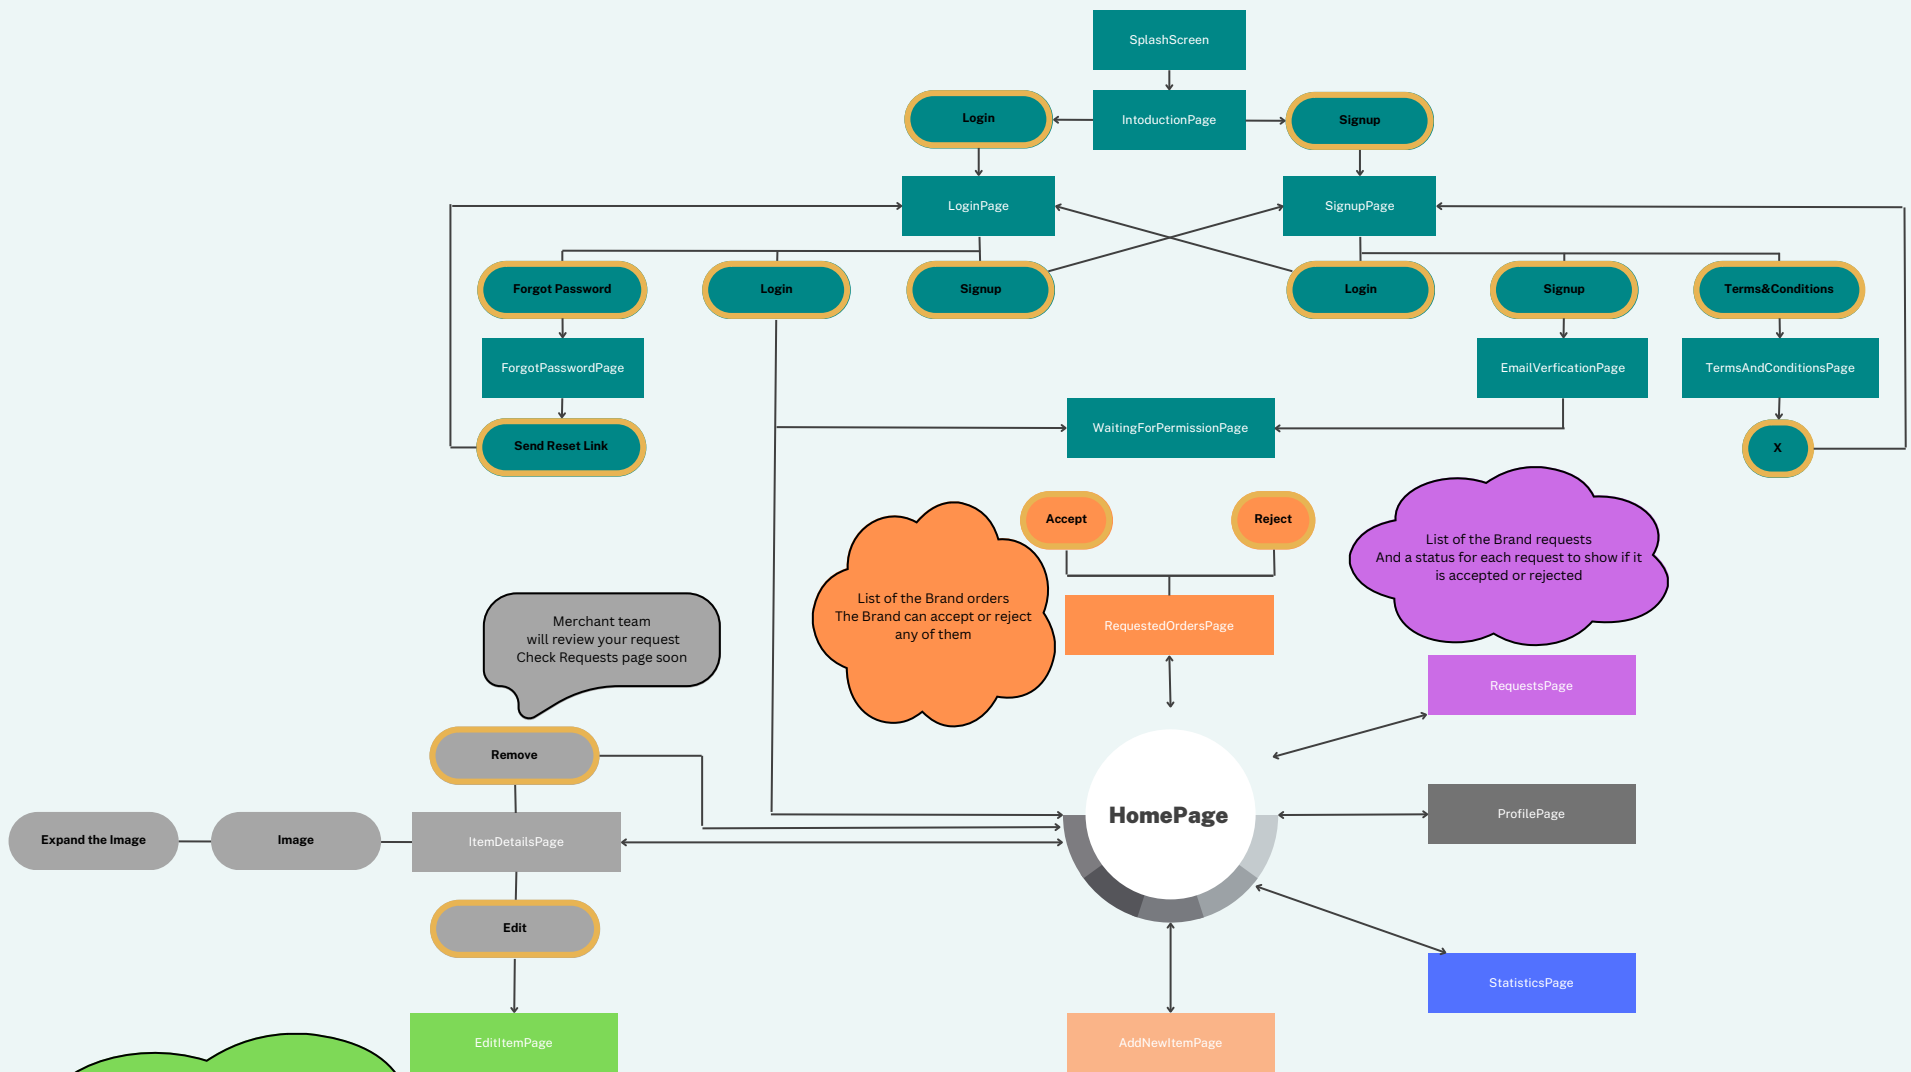 SplashScreen
Login
IntoductionPage
Signup
LoginPage
SignupPage
Forgot Password
Login
Signup
Login
Signup
Terms&Conditions
ForgotPasswordPage
EmailVerficationPage
TermsAndConditionsPage
WaitingForPermissionPage
Send Reset Link
X
Accept
Reject
List of the Brand requests
And a status for each request to show if it
is accepted or rejected
List of the Brand orders
The Brand can accept or reject
any of them
Merchant team
will review your request
Check Requests page soon
RequestedOrdersPage
RequestsPage
Remove
HomePage
ProfilePage
Expand the Image
Image
ItemDetailsPage
Edit
StatisticsPage
EditItemPage
AddNewItemPage